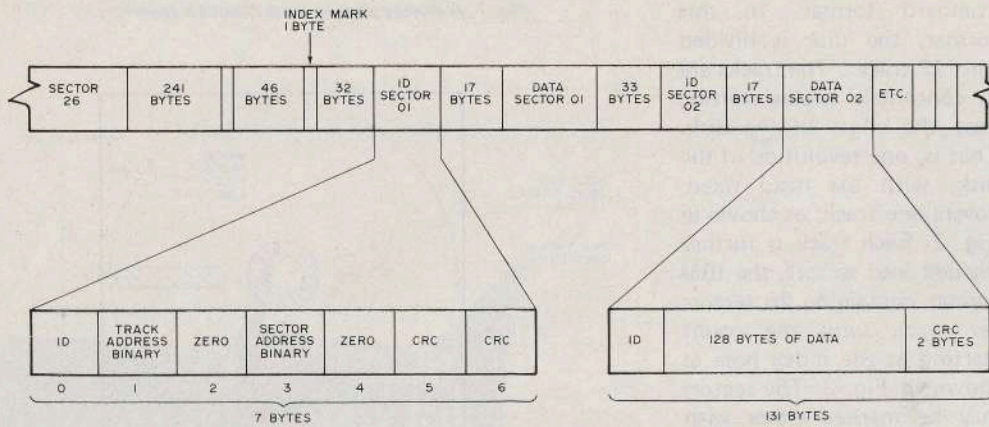 INDEX MARK
1 BYTE
SECTOR
26
241
BYTES
46
BYTES
32
BYTES
ID
SECTOR
01
17
BYTES
DATA
SECTOR 01
33
BYTES
ID
SECTOR
02
17
BYTES
DATA
SECTOR 02
ETC.
ID
TRACK
ADDRESS
BINARY
ZERO
SECTOR
ADDRESS
BINARY
ZERO
CRC
CRC
0 1 2 3 4 5 6
7 BYTES
ID
128 BYTES OF DATA
CRC
2 BYTES
131 BYTES